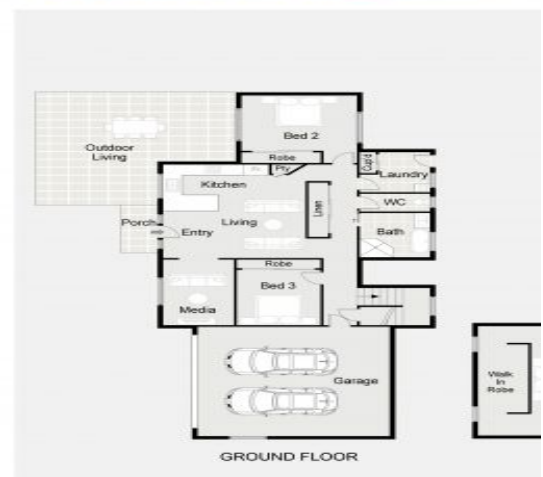 Bed 2
Outdoor
Living
Robe
Pty
Cup'd
Laundry
Kitchen
WC
Linen
Porch
Living
Entry
Bath
Robe
Bed 3
Media
Garage
Walk
In
Robe
GROUND FLOOR